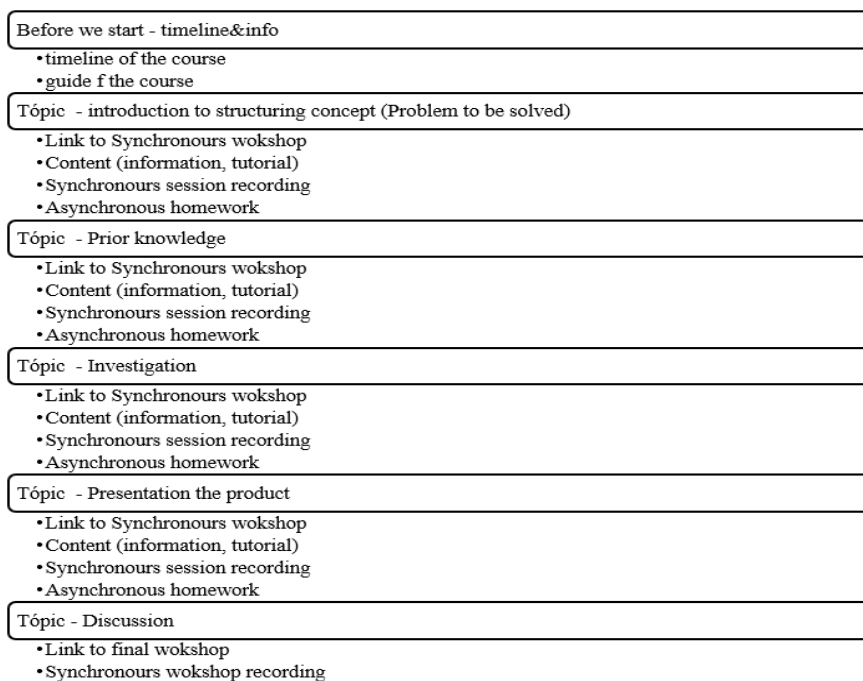 Before we start - timeline&info
•timeline of the course
•guide f the course
Tópic - introduction to structuring concept (Problem to be solved)
•Link to Synchronours wokshop
•Content (information, tutorial)
•Synchronours session recording
•Asynchronous homework
Tópic - Prior knowledge
•Link to Synchronours wokshop
•Content (information, tutorial)
•Synchronours session recording
•Asynchronous homework
Tópic - Investigation
•Link to Synchronours wokshop
•Content (information, tutorial)
•Synchronours session recording
•Asynchronous homework
Tópic - Presentation the product
•Link to Synchronours wokshop
•Content (information, tutorial)
•Synchronours session recording
•Asynchronous homework
Tópic - Discussion
•Link to final wokshop
•Synchronours wokshop recording